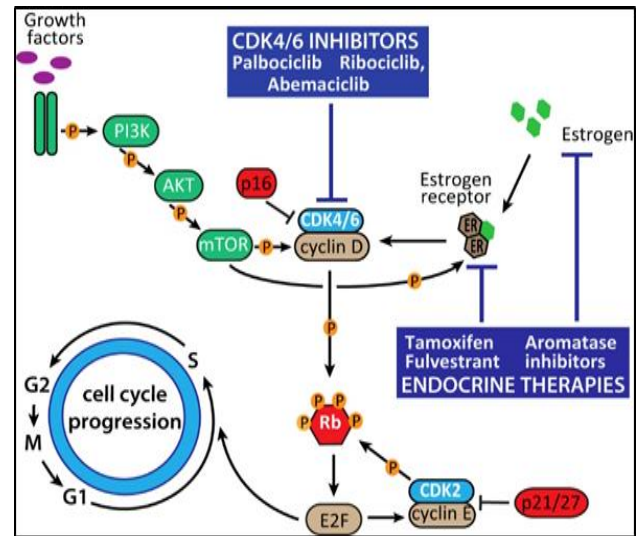 Growth
factors
CDK4/6 INHIBITORS
Palbociclib Ribociclib,
Abemaciclib
P
PI3K
P
AKT
P
mTOR
P
p16
CDK4/6
cyclin D
Estrogen
Estrogen
receptor
ER
ER
P
P
Tamoxifen Aromatase
Fulvestrant inhibitors
ENDOCRINE THERAPIES
S
G2
M
G1
cell cycle
progression
P
P
P
P
Rb
P
CDK2
cyclin E
p21/27
E2F